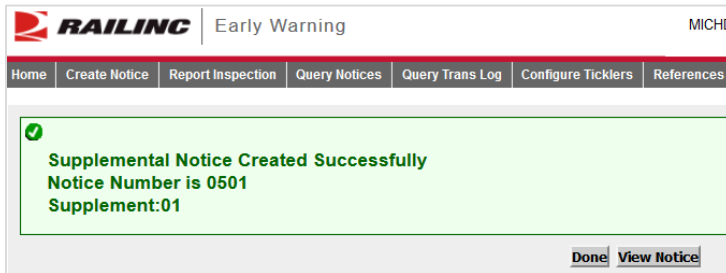 RAILINC Early Warning
Home Create Notice Report Inspection Query Notices Query Trans Log Configure Ticklers References
Supplemental Notice Created Successfully
Notice Number is 0501
Supplement:01
Done View Notice